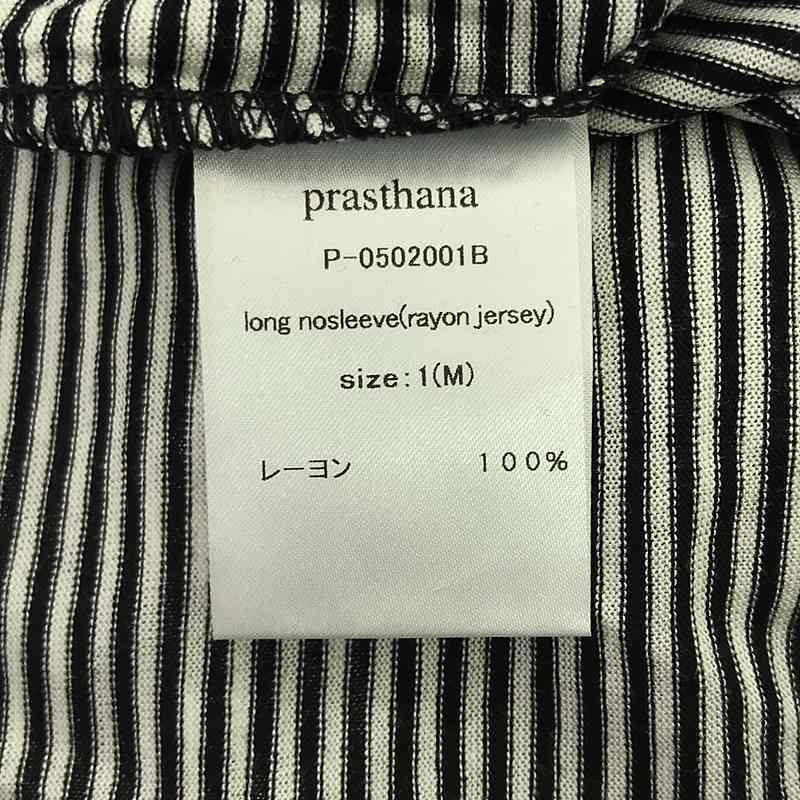 prasthana
P-0502001B
long nosleeve(rayon jersey)
size:1(M)
レーヨン 100%